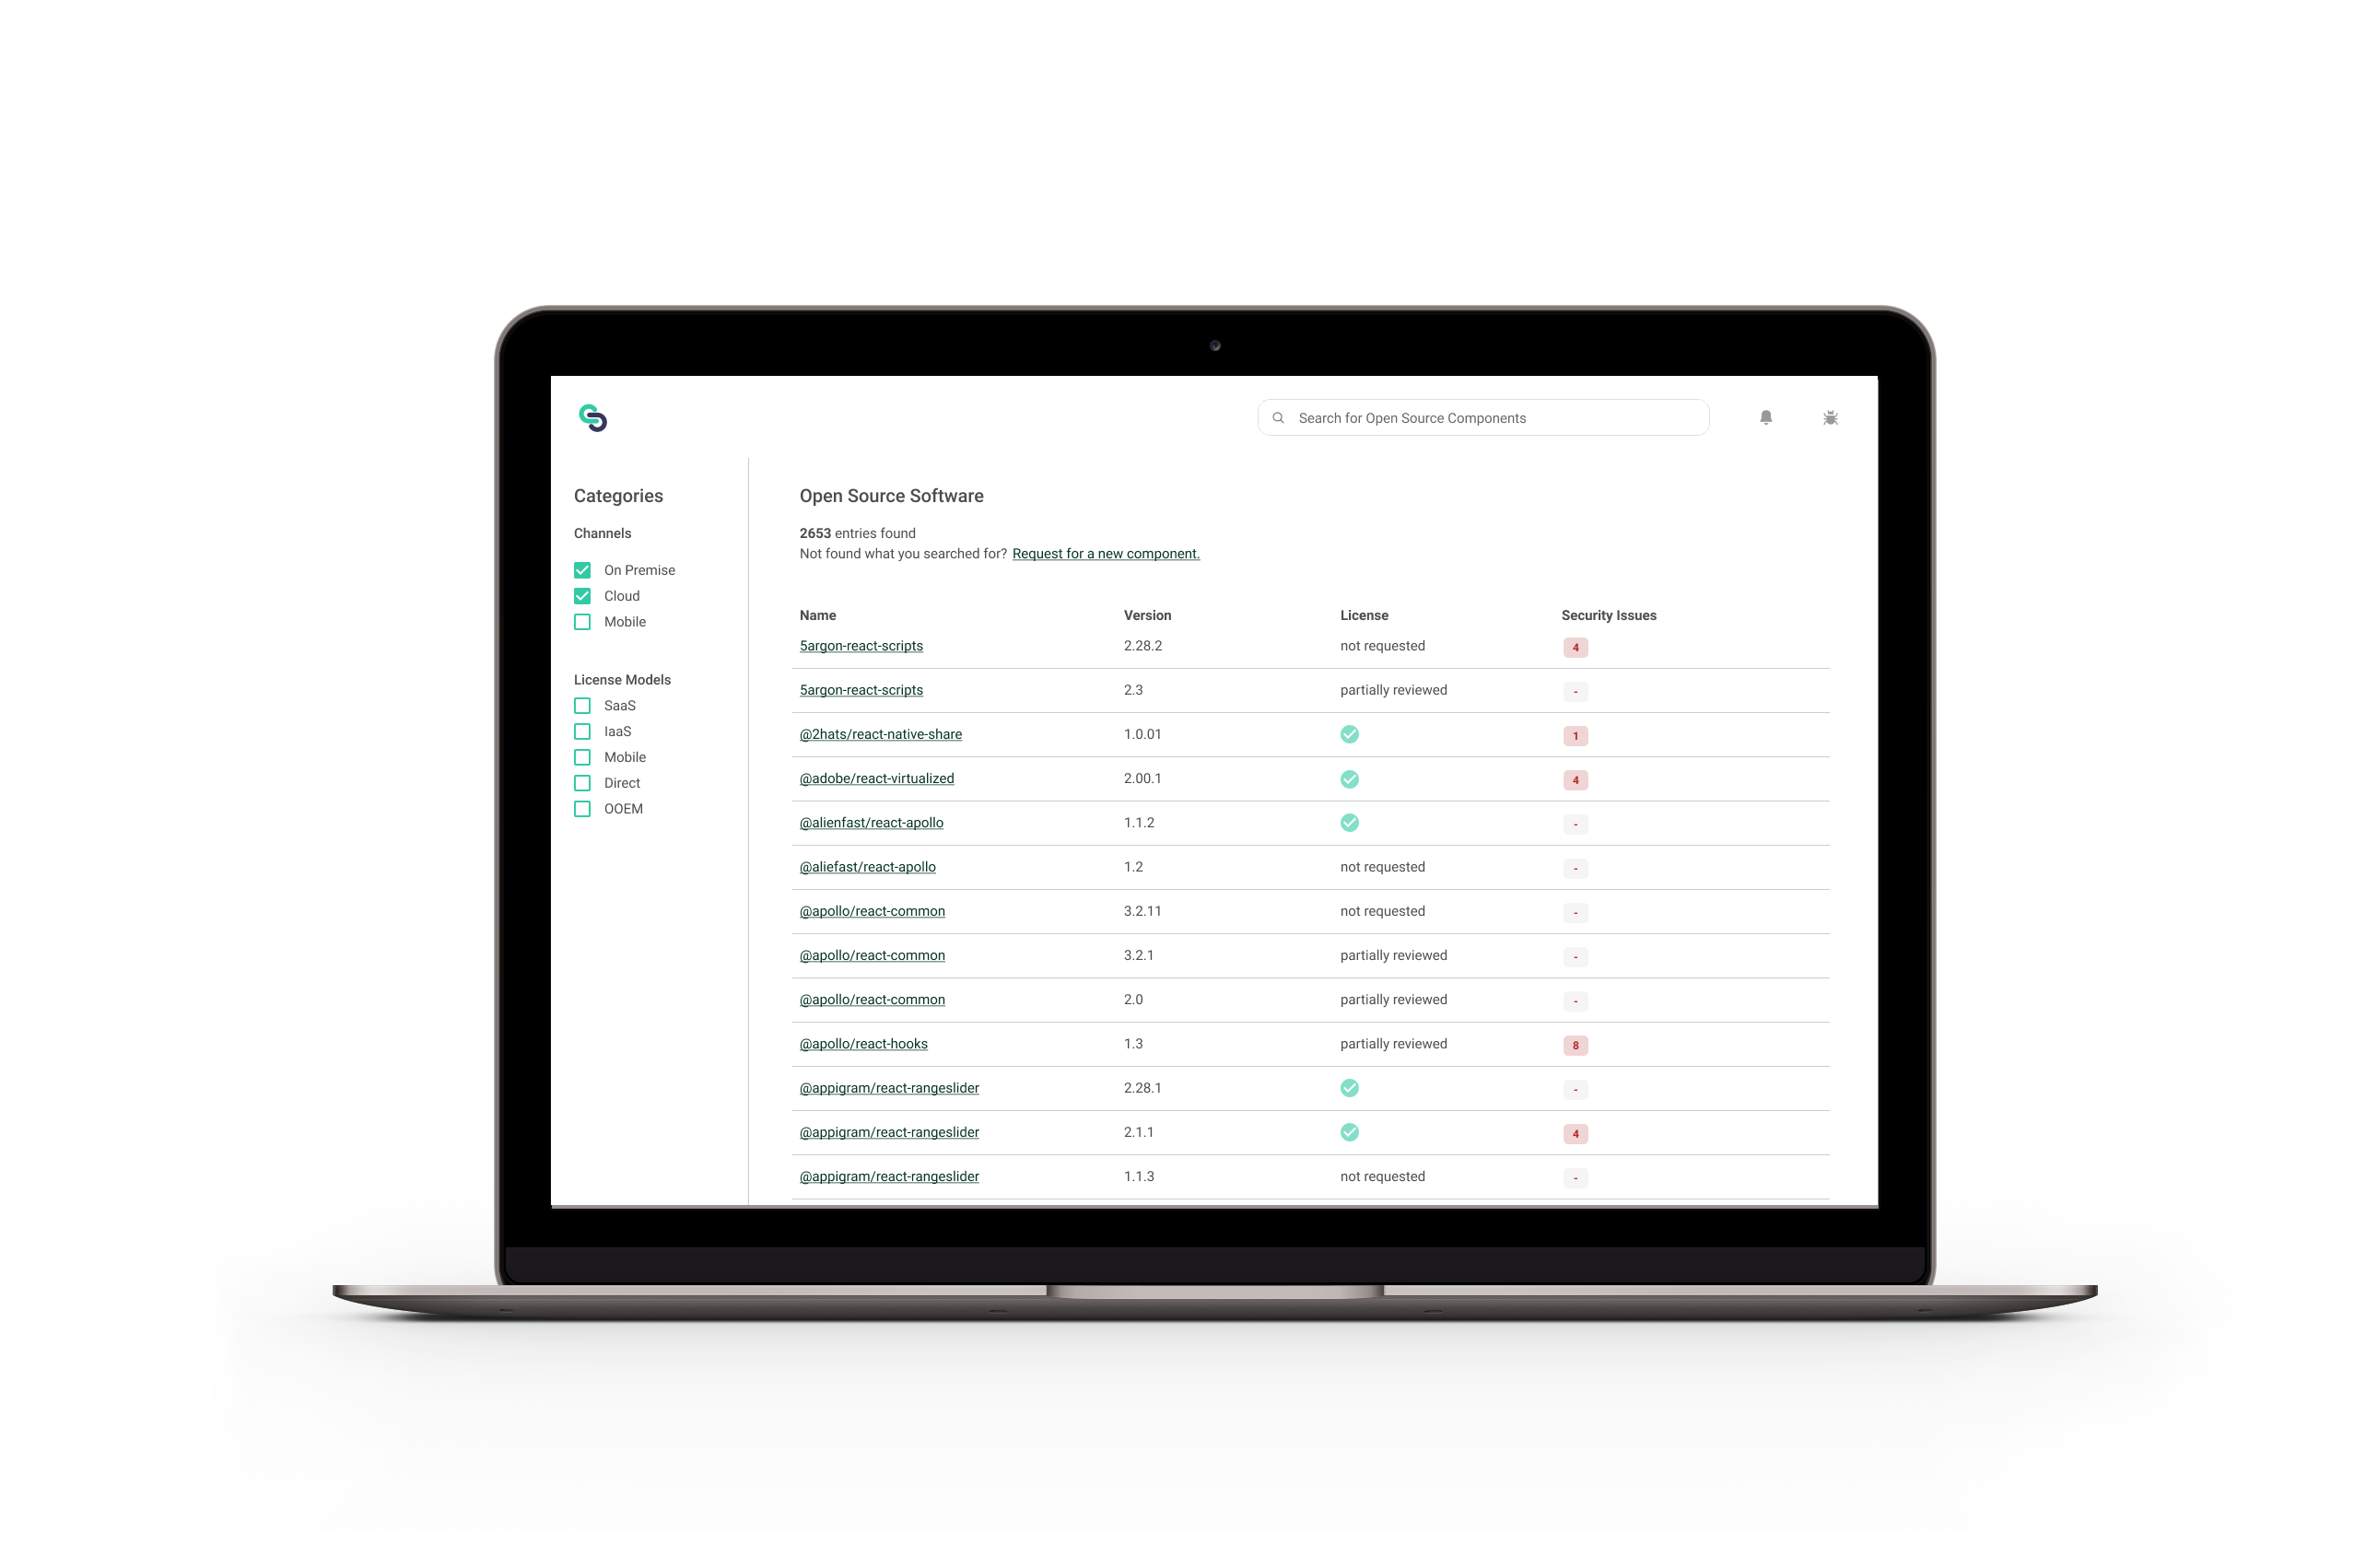 Search for Open Source Components
Categories
Channels
On Premise
Cloud
Mobile
License Models
SaaS
IaaS
Mobile
Direct
OOEM
Open Source Software
2653 entries found
Not found what you searched for? Request for a new component.
Name Version License Security Issues
5argon-react-scripts 2.28.2 not requested 4
5argon-react-scripts 2.3 partially reviewed -
@2hats/react-native-share 1.0.01 1
@adobe/react-virtualized 2.00.1 4
@alienfast/react-apollo 1.1.2 -
@aliefast/react-apollo 1.2 not requested -
@apollo/react-common 3.2.11 not requested -
@apollo/react-common 3.2.1 partially reviewed -
@apollo/react-common 2.0 partially reviewed -
@apollo/react-hooks 1.3 partially reviewed 8
@appigram/react-rangeslider 2.28.1 -
@appigram/react-rangeslider 2.1.1 4
@appigram/react-rangeslider 1.1.3 not requested -